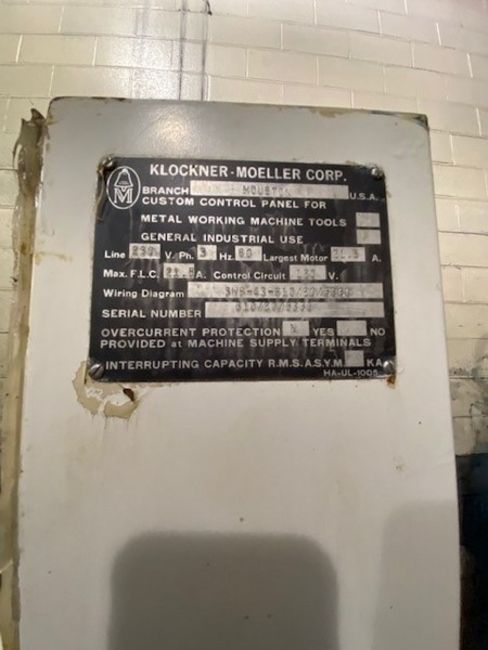 KLOCKNER-MOELLER CORP.
BRANCH HOUSTON U.S.A.
CUSTOM CONTROL PANEL FOR
METAL WORKING MACHINE TOOLS
GENERAL INDUSTRIAL USE
Line 230 V. Ph. 3 Hz. 60 Largest Motor A.
Max. F.L.C. A. Control Circuit V.
Wiring Diagram
SERIAL NUMBER
OVERCURRENT PROTECTION YES NO
PROVIDED at MACHINE SUPPLY TERMINALS
INTERRUPTING CAPACITY R.M.S.A.SYM KA
HA-UL-1005